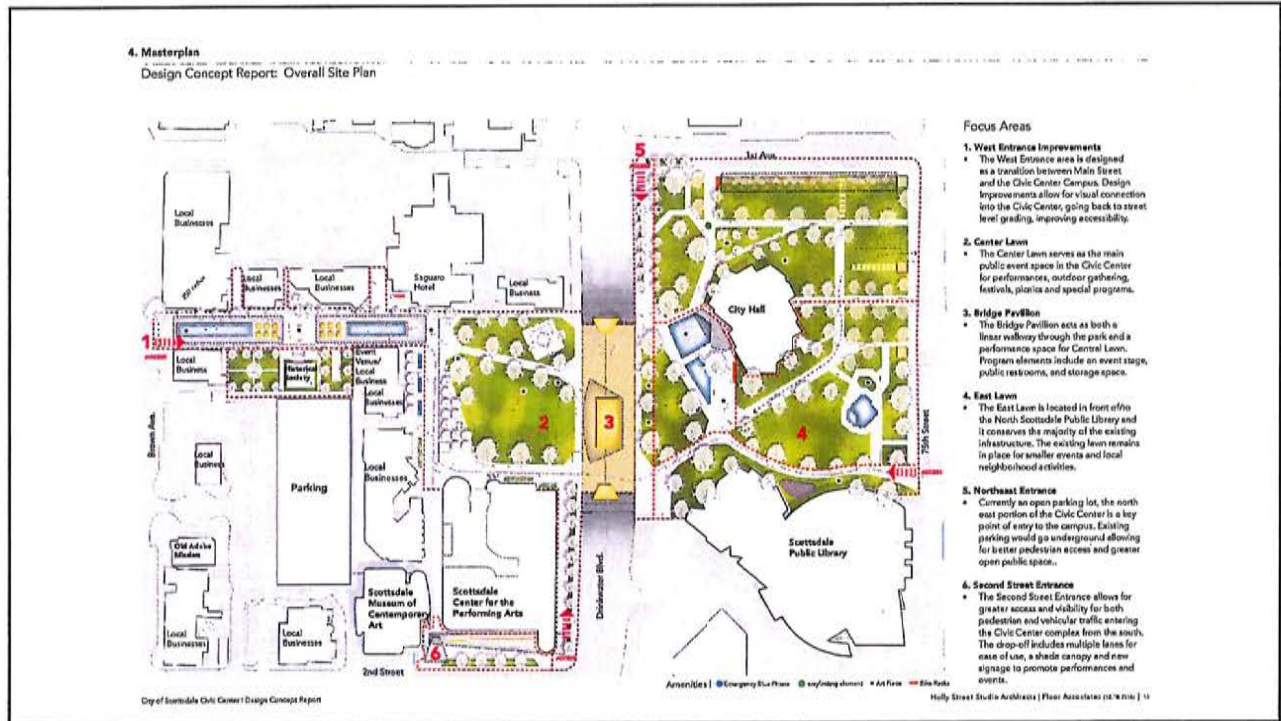 4. Masterplan
Design Concept Report: Overall Site Plan
5
1st Ave.
Local
Businesses
Local
Businesses
Local
Businesses
Saguaro
Hotel
Local
Business
City Hall
1
Local
Business
Historical
Society
Event
Venue/
Local
Business
Local
Businesses
2
3
4
75th Street
Brown Ave.
Local
Business
Parking
Local
Businesses
Old Adobe
Mission
Scottsdale
Public Library
Drinkwater Blvd.
Scottsdale
Museum of
Contemporary
Art
Scottsdale
Center for the
Performing Arts
Local
Businesses
Local
Businesses
6
2nd Street
Focus Areas
1. West Entrance Improvements
• The West Entrance area is designed
as a transition between Main Street
and the Civic Center Campus. Design
Improvements allow for visual connection
into the Civic Center, going back to street
level grading, improving accessibility.
2. Center Lawn
• The Center Lawn serves as the main
public event space in the Civic Center
for performances, outdoor gathering,
festivals, picnics and special programs.
3. Bridge Pavilion
• The Bridge Pavilion acts as both a
linear walkway through the park and a
performance space for Central Lawn.
Program elements include an event stage,
public restrooms, and storage space.
4. East Lawn
• The East Lawn is located in front of/to
the North Scottsdale Public Library and
it conserves the majority of the existing
infrastructure. The existing lawn remains
in place for smaller events and local
neighborhood activities.
5. Northeast Entrance
• Currently an open parking lot, the north
east portion of the Civic Center is a key
point of entry to the campus. Existing
parking would go underground allowing
for better pedestrian access and greater
open public space..
6. Second Street Entrance
• The Second Street Entrance allows for
greater access and visibility for both
pedestrian and vehicular traffic entering
the Civic Center complex from the south.
The drop-off includes multiple lanes for
ease of use, a shade canopy and new
signage to promote performances and
events.
Amenities | Emergency Blue Phone wayfinding element Art Piece Bike Racks
City of Scottsdale Civic Center | Design Concept Report
Holly Street Studio Architects | Floor Associates